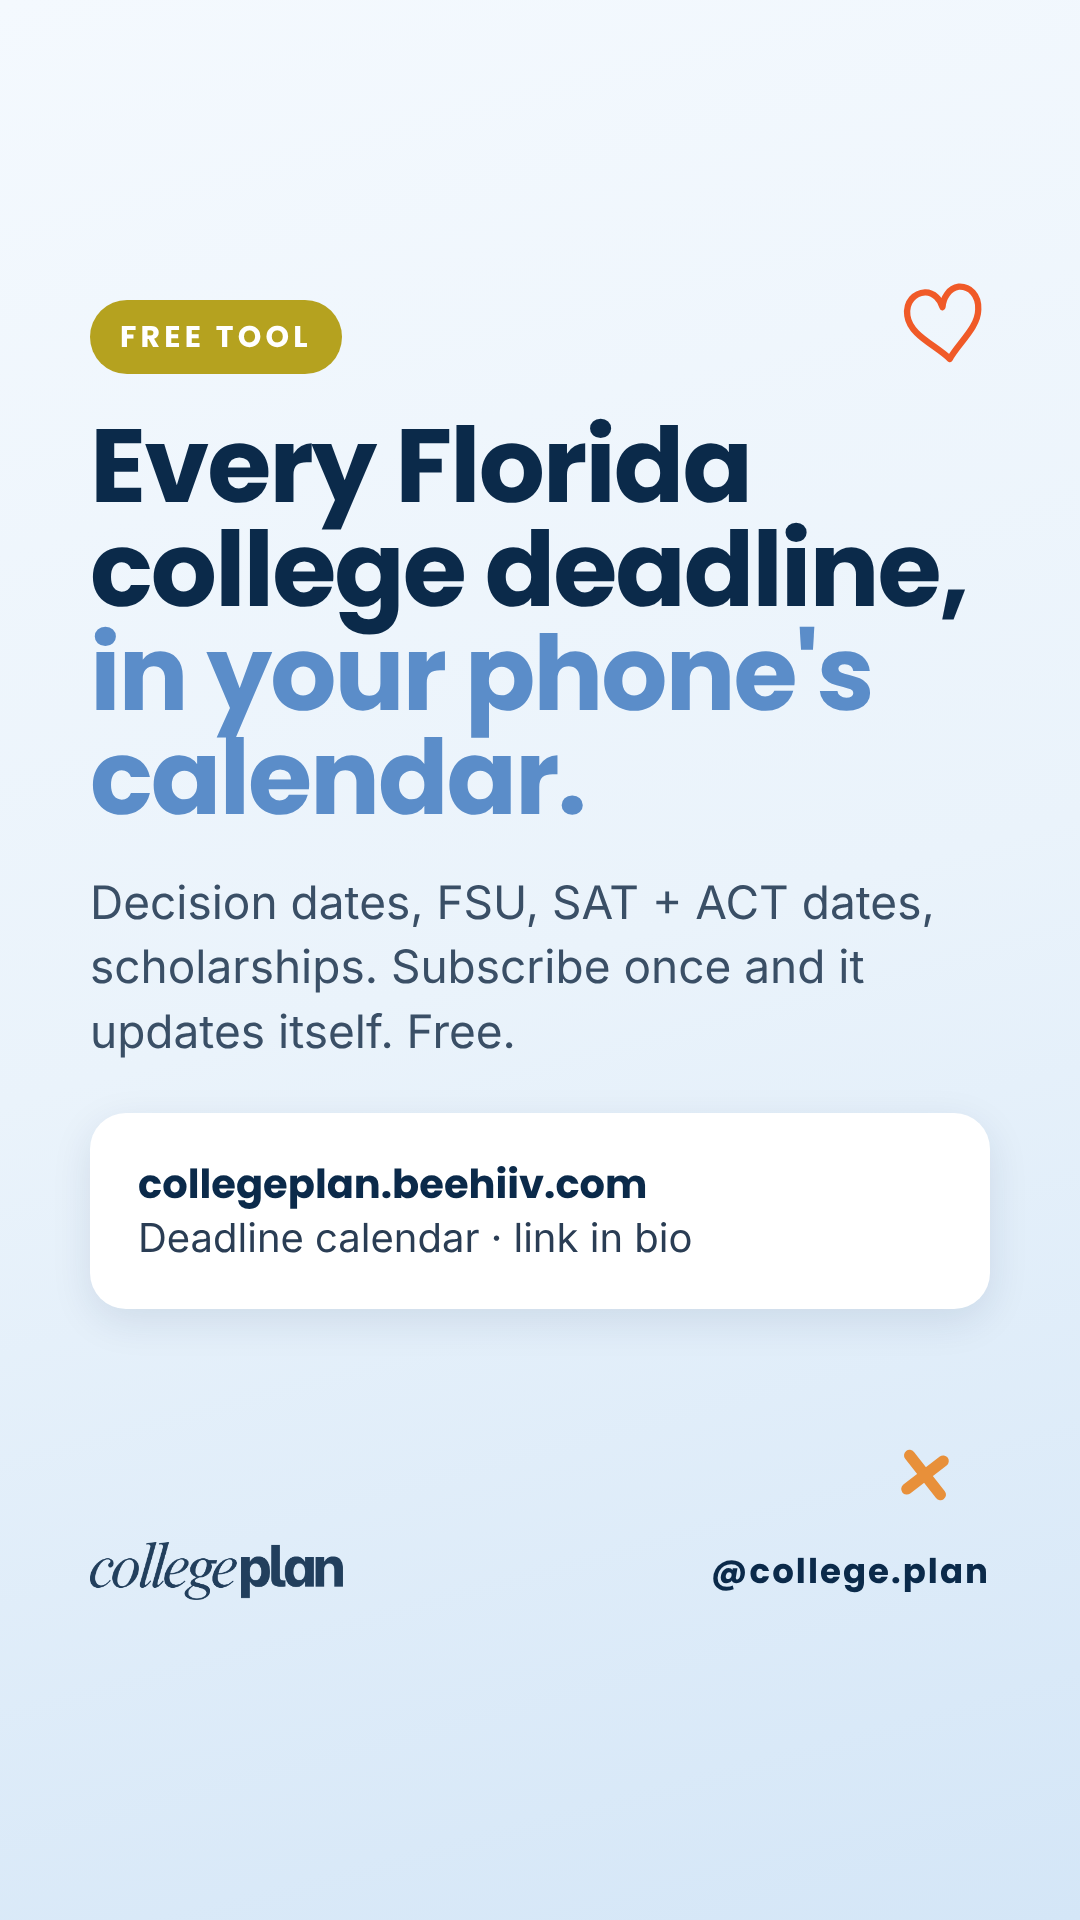 FREE TOOL
Every Florida
college deadline,
in your phone's
calendar.
Decision dates, FSU, SAT + ACT dates,
scholarships. Subscribe once and it
updates itself. Free.
collegeplan.beehiiv.com
Deadline calendar · link in bio
collegeplan
@college.plan